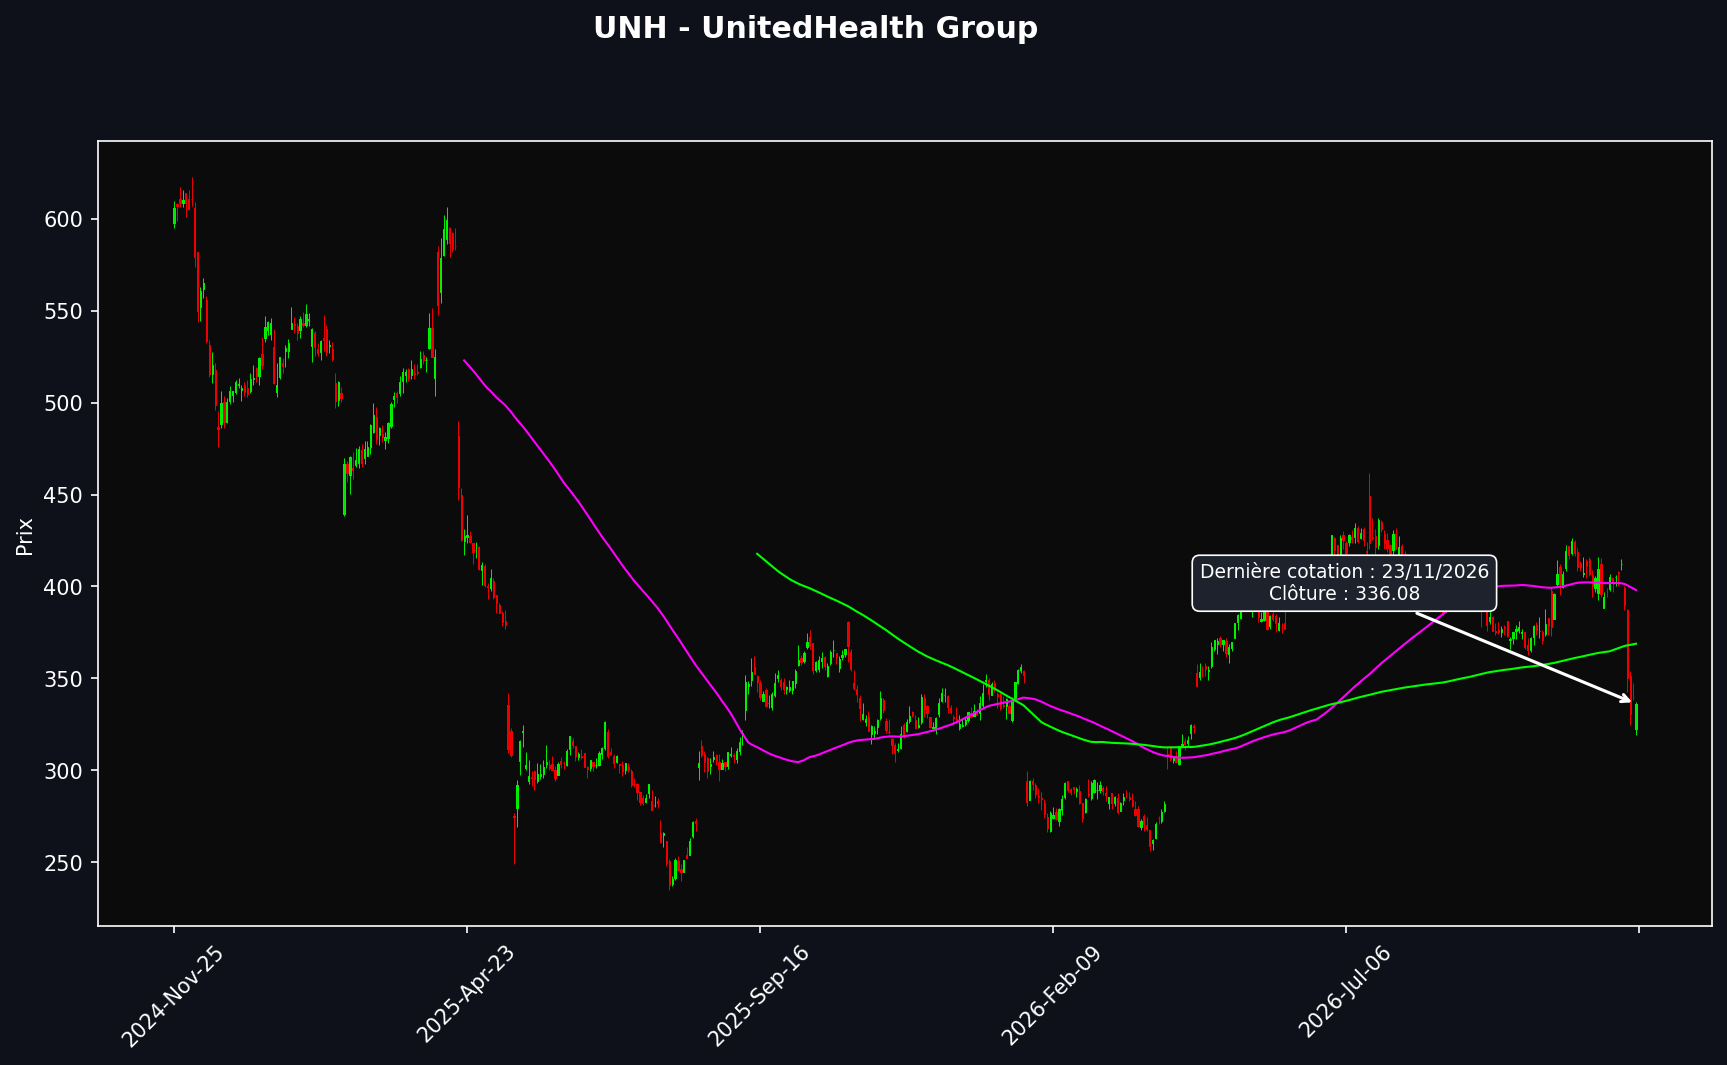 UNH - UnitedHealth Group
Prix
600
550
500
450
400
350
300
250
Dernière cotation : 23/11/2026
Clôture : 336.08
2024-Nov-25
2025-Apr-23
2025-Sep-16
2026-Feb-09
2026-Jul-06